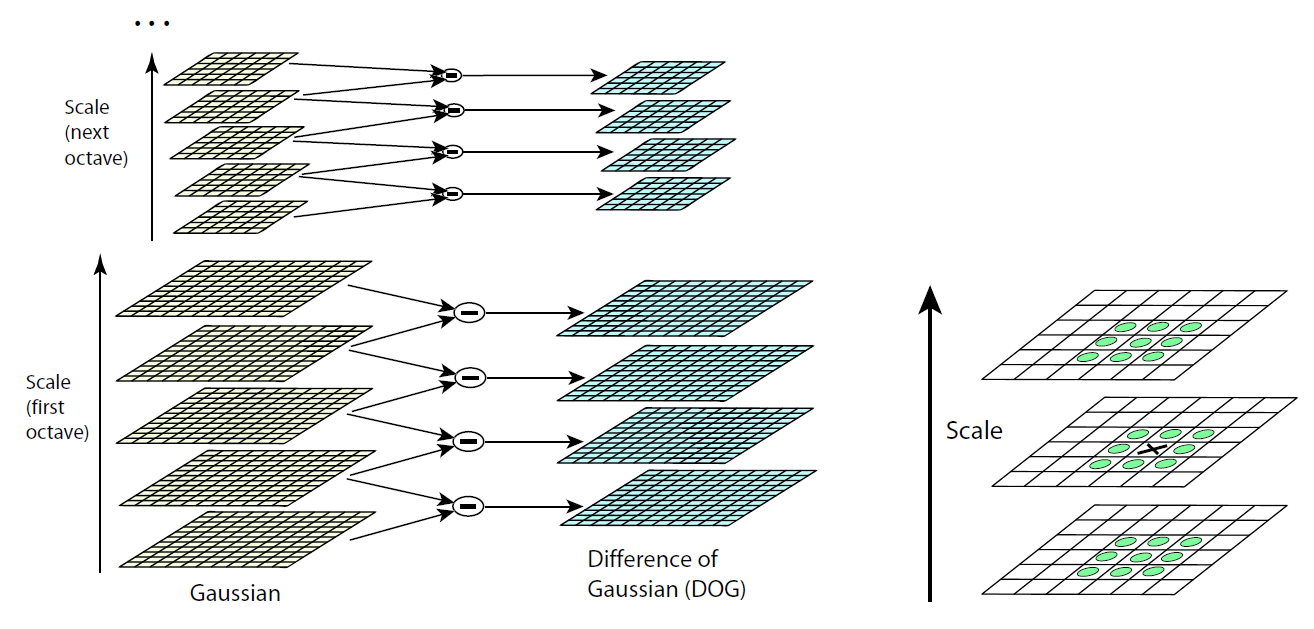 ...
Scale
(next
octave)
Scale
(first
octave)
Gaussian
Difference of
Gaussian (DOG)
Scale